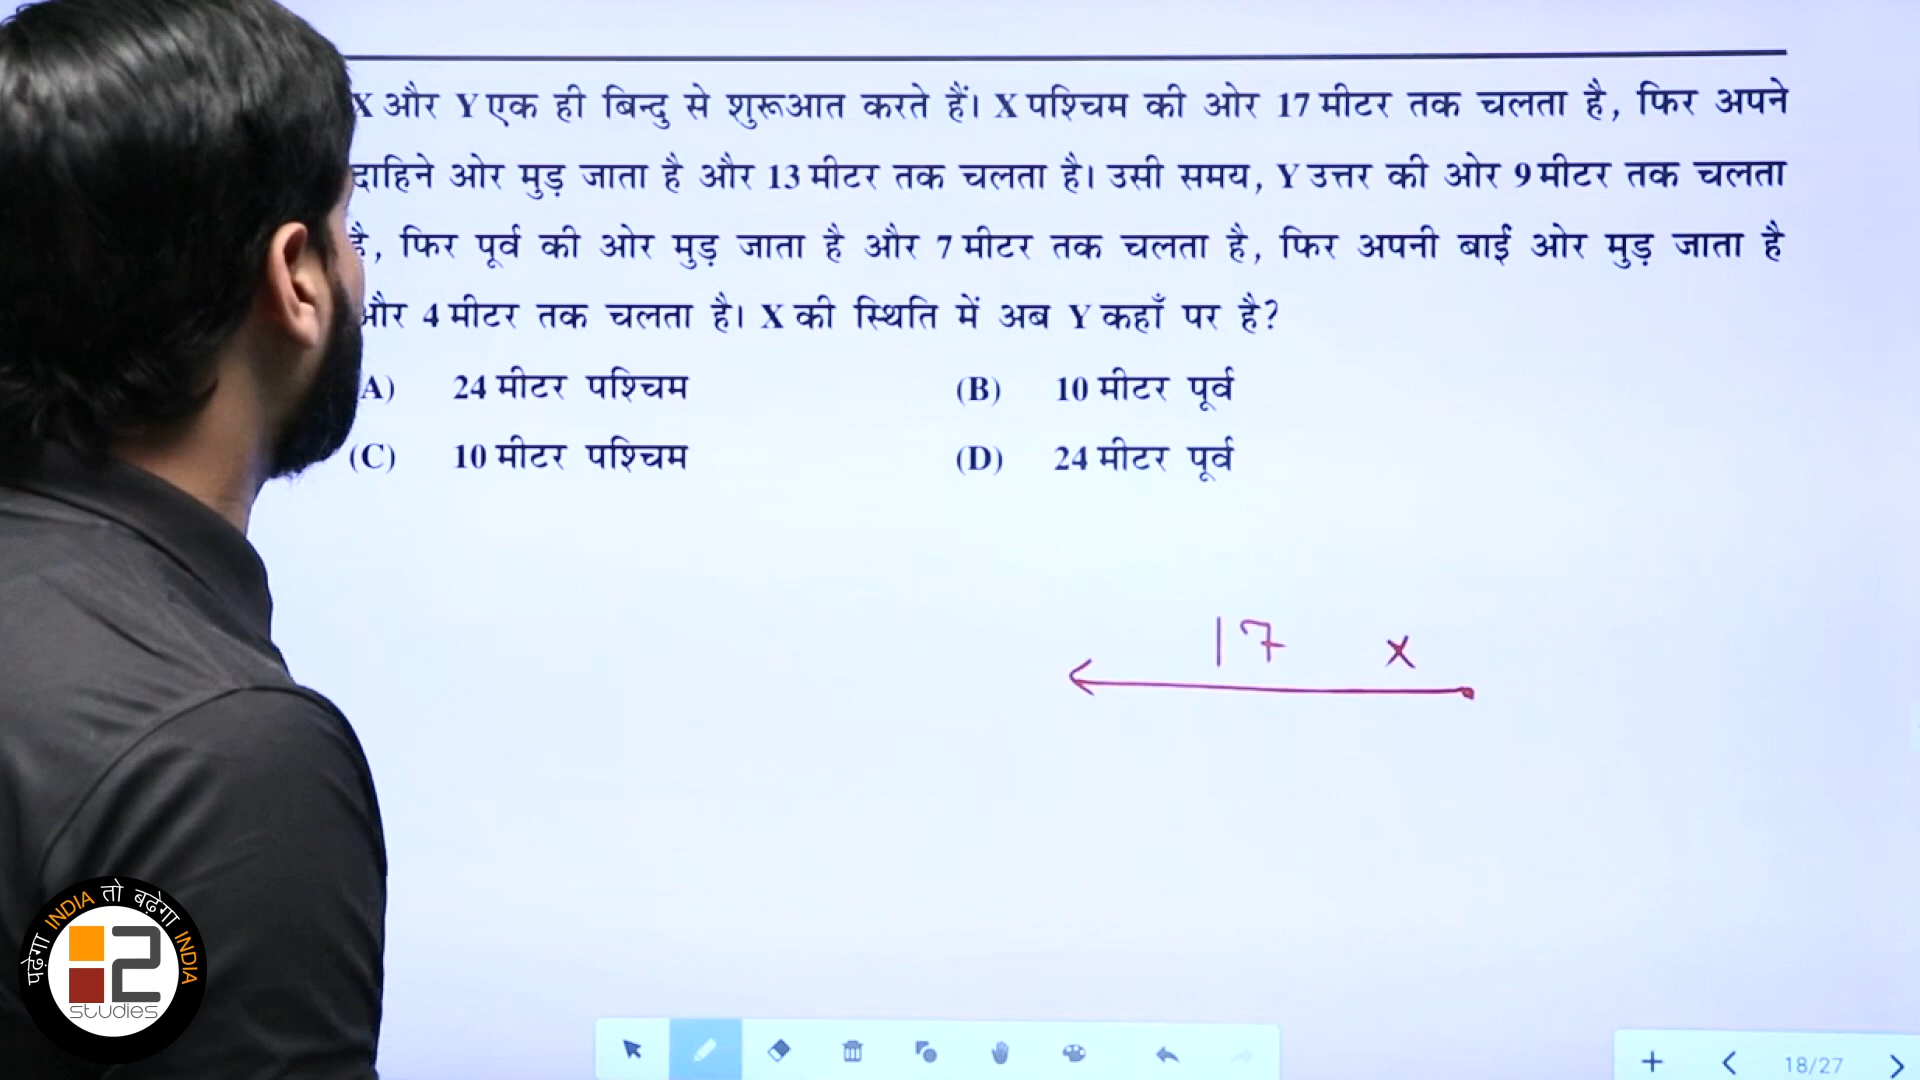 X और Y एक ही बिन्दु से शुरूआत करते हैं। X पश्चिम की ओर 17 मीटर तक चलता है, फिर अपने
दाहिने ओर मुड़ जाता है और 13 मीटर तक चलता है। उसी समय, Y उत्तर की ओर 9 मीटर तक चलता
है, फिर पूर्व की ओर मुड़ जाता है और 7 मीटर तक चलता है, फिर अपनी बाईं ओर मुड़ जाता है
और 4 मीटर तक चलता है। X की स्थिति में अब Y कहाँ पर है?
A) 24 मीटर पश्चिम (B) 10 मीटर पूर्व
(C) 10 मीटर पश्चिम (D) 24 मीटर पूर्व
17 x
पढ़ेगा INDIA तो बढ़ेगा INDIA
i2
studies
18/27